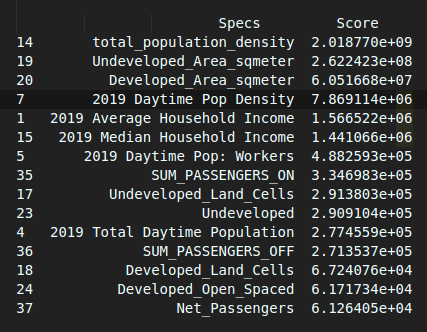 Specs Score
14 total_population_density 2.018770e+09
19 Undeveloped_Area_sqmeter 2.622423e+08
20 Developed_Area_sqmeter 6.051668e+07
7 2019 Daytime Pop Density 7.869114e+06
1 2019 Average Household Income 1.566522e+06
15 2019 Median Household Income 1.441066e+06
5 2019 Daytime Pop: Workers 4.882593e+05
35 SUM_PASSENGERS_ON 3.346983e+05
17 Undeveloped_Land_Cells 2.913803e+05
23 Undeveloped 2.909104e+05
4 2019 Total Daytime Population 2.774559e+05
36 SUM_PASSENGERS_OFF 2.713537e+05
18 Developed_Land_Cells 6.724076e+04
24 Developed_Open_Spaced 6.171734e+04
37 Net_Passengers 6.126405e+04